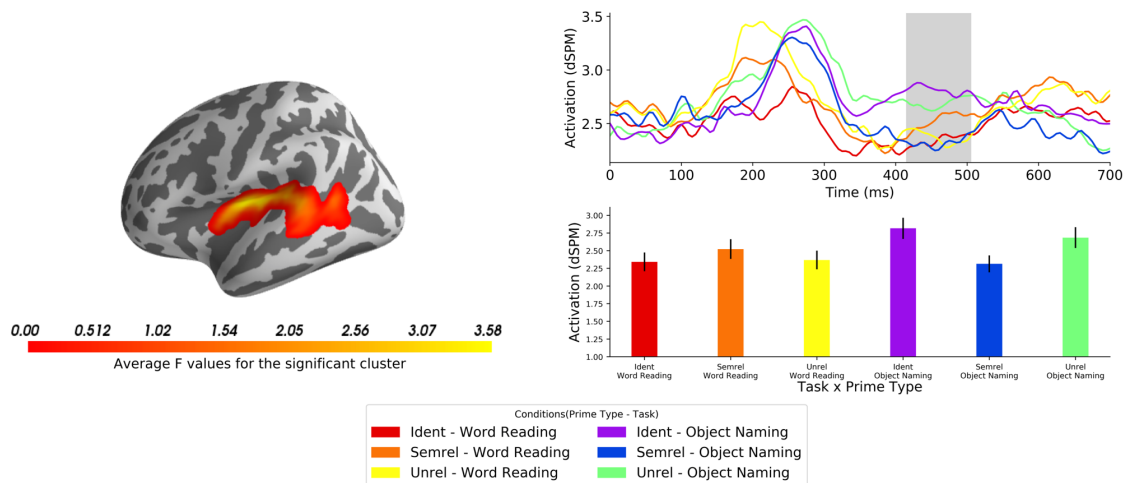 0.00 0.512 1.02 1.54 2.05 2.56 3.07 3.58
Average F values for the significant cluster
Activation (dSPM)
3.5
3.0
2.5
0 100 200 300 400 500 600 700
Time (ms)
Activation (dSPM)
3.00
2.75
2.50
2.25
2.00
1.75
1.50
1.25
1.00
Ident
Word Reading
Semrel
Word Reading
Unrel
Word Reading
Ident
Object Naming
Semrel
Object Naming
Unrel
Object Naming
Task x Prime Type
Conditions(Prime Type - Task)
Ident - Word Reading
Semrel - Word Reading
Unrel - Word Reading
Ident - Object Naming
Semrel - Object Naming
Unrel - Object Naming